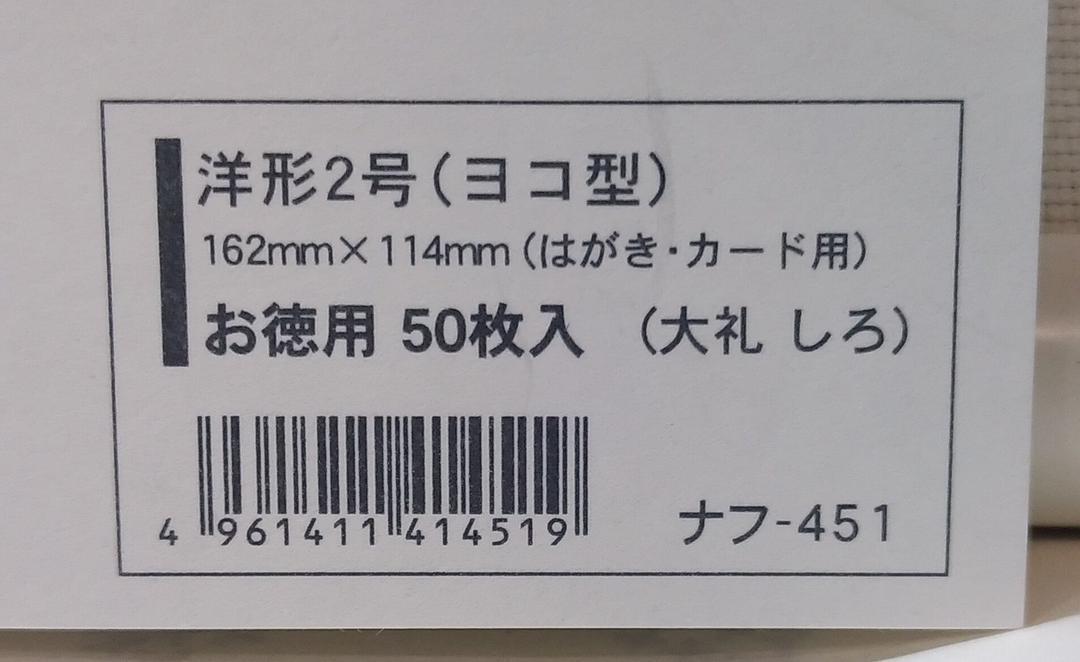 洋形2号(ヨコ型)
162mm×114mm(はがき・カード用)
お徳用 50枚入 (大礼 しろ)
4 961411 414519
ナフ-451